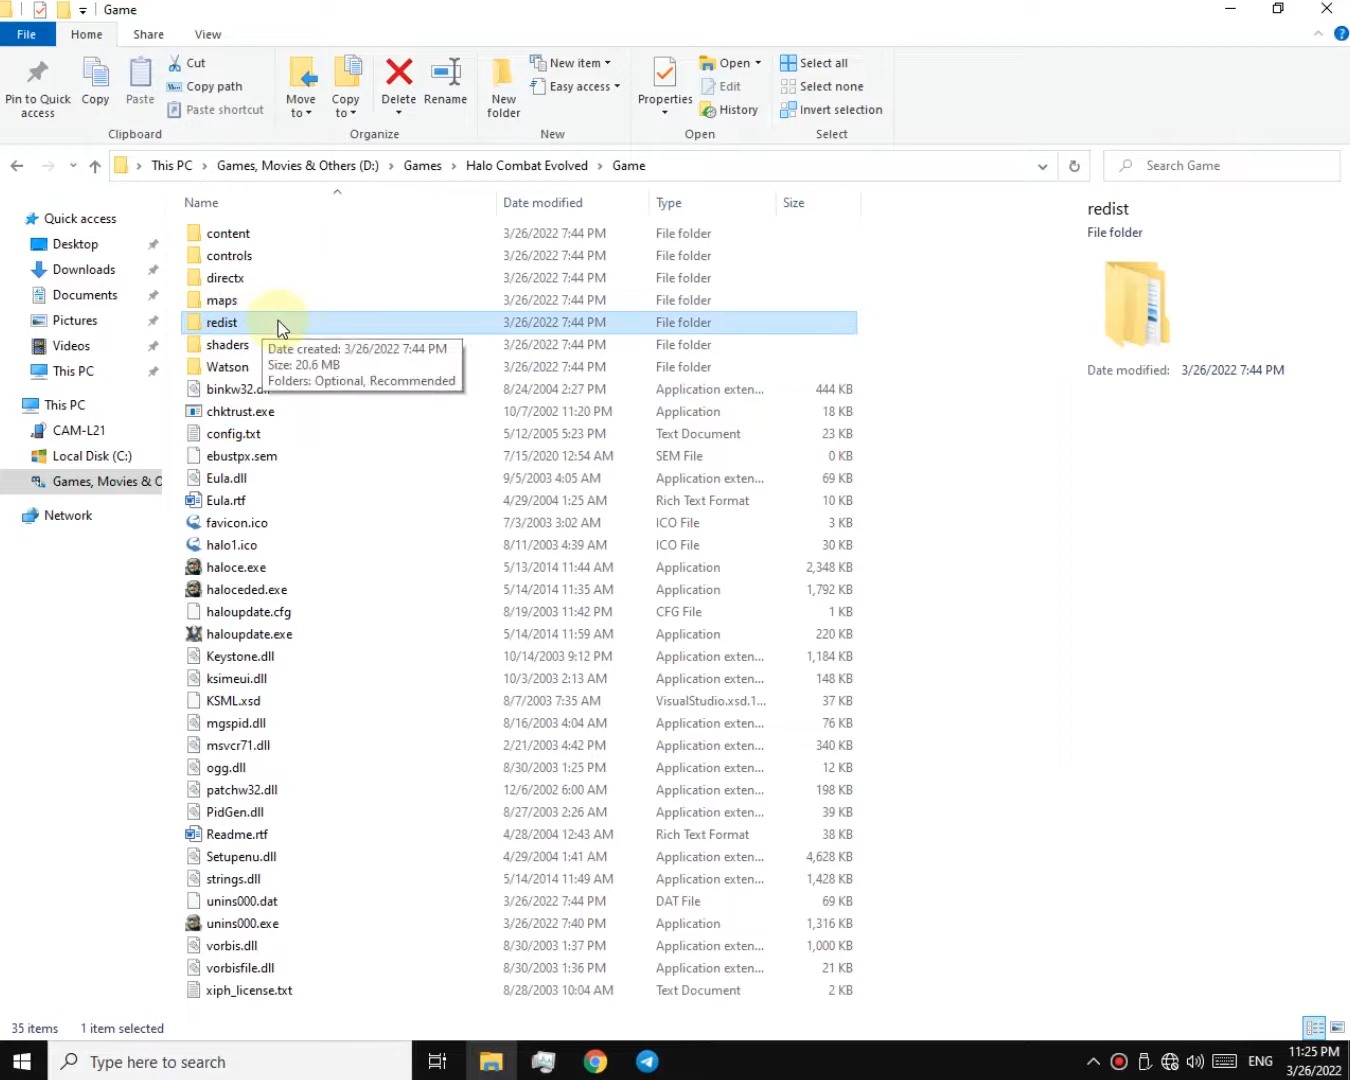 Game
File
Home
Share
View
Pin to Quick access
Copy
Paste
Cut
Copy path
Paste shortcut
Clipboard
Move to
Copy to
Delete
Rename
Organize
New folder
New item
Easy access
New
Properties
Open
Edit
History
Open
Select all
Select none
Invert selection
Select
This PC > Games, Movies & Others (D:) > Games > Halo Combat Evolved > Game
Search Game
Quick access
Desktop
Downloads
Documents
Pictures
Videos
This PC
This PC
CAM-L21
Local Disk (C:)
Games, Movies & O
Network
Name Date modified Type Size
content 3/26/2022 7:44 PM File folder
controls 3/26/2022 7:44 PM File folder
directx 3/26/2022 7:44 PM File folder
maps 3/26/2022 7:44 PM File folder
redist 3/26/2022 7:44 PM File folder
shaders 3/26/2022 7:44 PM File folder
Watson 3/26/2022 7:44 PM File folder
Date created: 3/26/2022 7:44 PM
Size: 20.6 MB
Folders: Optional, Recommended
binkw32.dll 8/24/2004 2:27 PM Application exten... 444 KB
chktrust.exe 10/7/2002 11:20 PM Application 18 KB
config.txt 5/12/2005 5:23 PM Text Document 23 KB
ebustpx.sem 7/15/2020 12:54 AM SEM File 0 KB
Eula.dll 9/5/2003 4:05 AM Application exten... 69 KB
Eula.rtf 4/29/2004 1:25 AM Rich Text Format 10 KB
favicon.ico 7/3/2003 3:02 AM ICO File 3 KB
halo1.ico 8/11/2003 4:39 AM ICO File 30 KB
haloce.exe 5/13/2014 11:44 AM Application 2,348 KB
haloceded.exe 5/14/2014 11:35 AM Application 1,792 KB
haloupdate.cfg 8/19/2003 11:42 PM CFG File 1 KB
haloupdate.exe 5/14/2014 11:59 AM Application 220 KB
Keystone.dll 10/14/2003 9:12 PM Application exten... 1,184 KB
ksimeui.dll 10/3/2003 2:13 AM Application exten... 148 KB
KSML.xsd 8/7/2003 7:35 AM VisualStudio.xsd.1... 37 KB
mgspid.dll 8/16/2003 4:04 AM Application exten... 76 KB
msvcr71.dll 2/21/2003 4:42 PM Application exten... 340 KB
ogg.dll 8/30/2003 1:25 PM Application exten... 12 KB
patchw32.dll 12/6/2002 6:00 AM Application exten... 198 KB
PidGen.dll 8/27/2003 2:26 AM Application exten... 39 KB
Readme.rtf 4/28/2004 12:43 AM Rich Text Format 38 KB
Setupenu.dll 4/29/2004 1:41 AM Application exten... 4,628 KB
strings.dll 5/14/2014 11:49 AM Application exten... 1,428 KB
unins000.dat 3/26/2022 7:44 PM DAT File 69 KB
unins000.exe 3/26/2022 7:40 PM Application 1,316 KB
vorbis.dll 8/30/2003 1:37 PM Application exten... 1,000 KB
vorbisfile.dll 8/30/2003 1:36 PM Application exten... 21 KB
xiph_license.txt 8/28/2003 10:04 AM Text Document 2 KB
redist
File folder
Date modified: 3/26/2022 7:44 PM
35 items 1 item selected
Type here to search
ENG
11:25 PM
3/26/2022